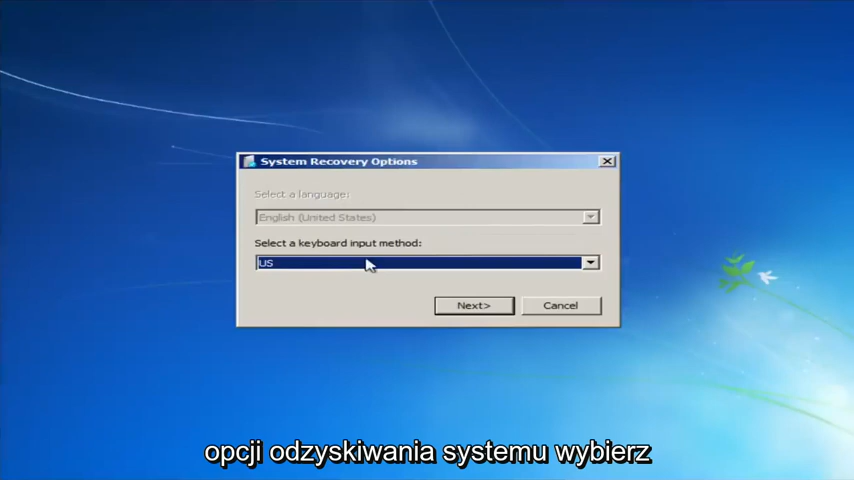 System Recovery Options
Select a language:
English (United States)
Select a keyboard input method:
US
Next>
Cancel
opcji odzyskiwania systemu wybierz